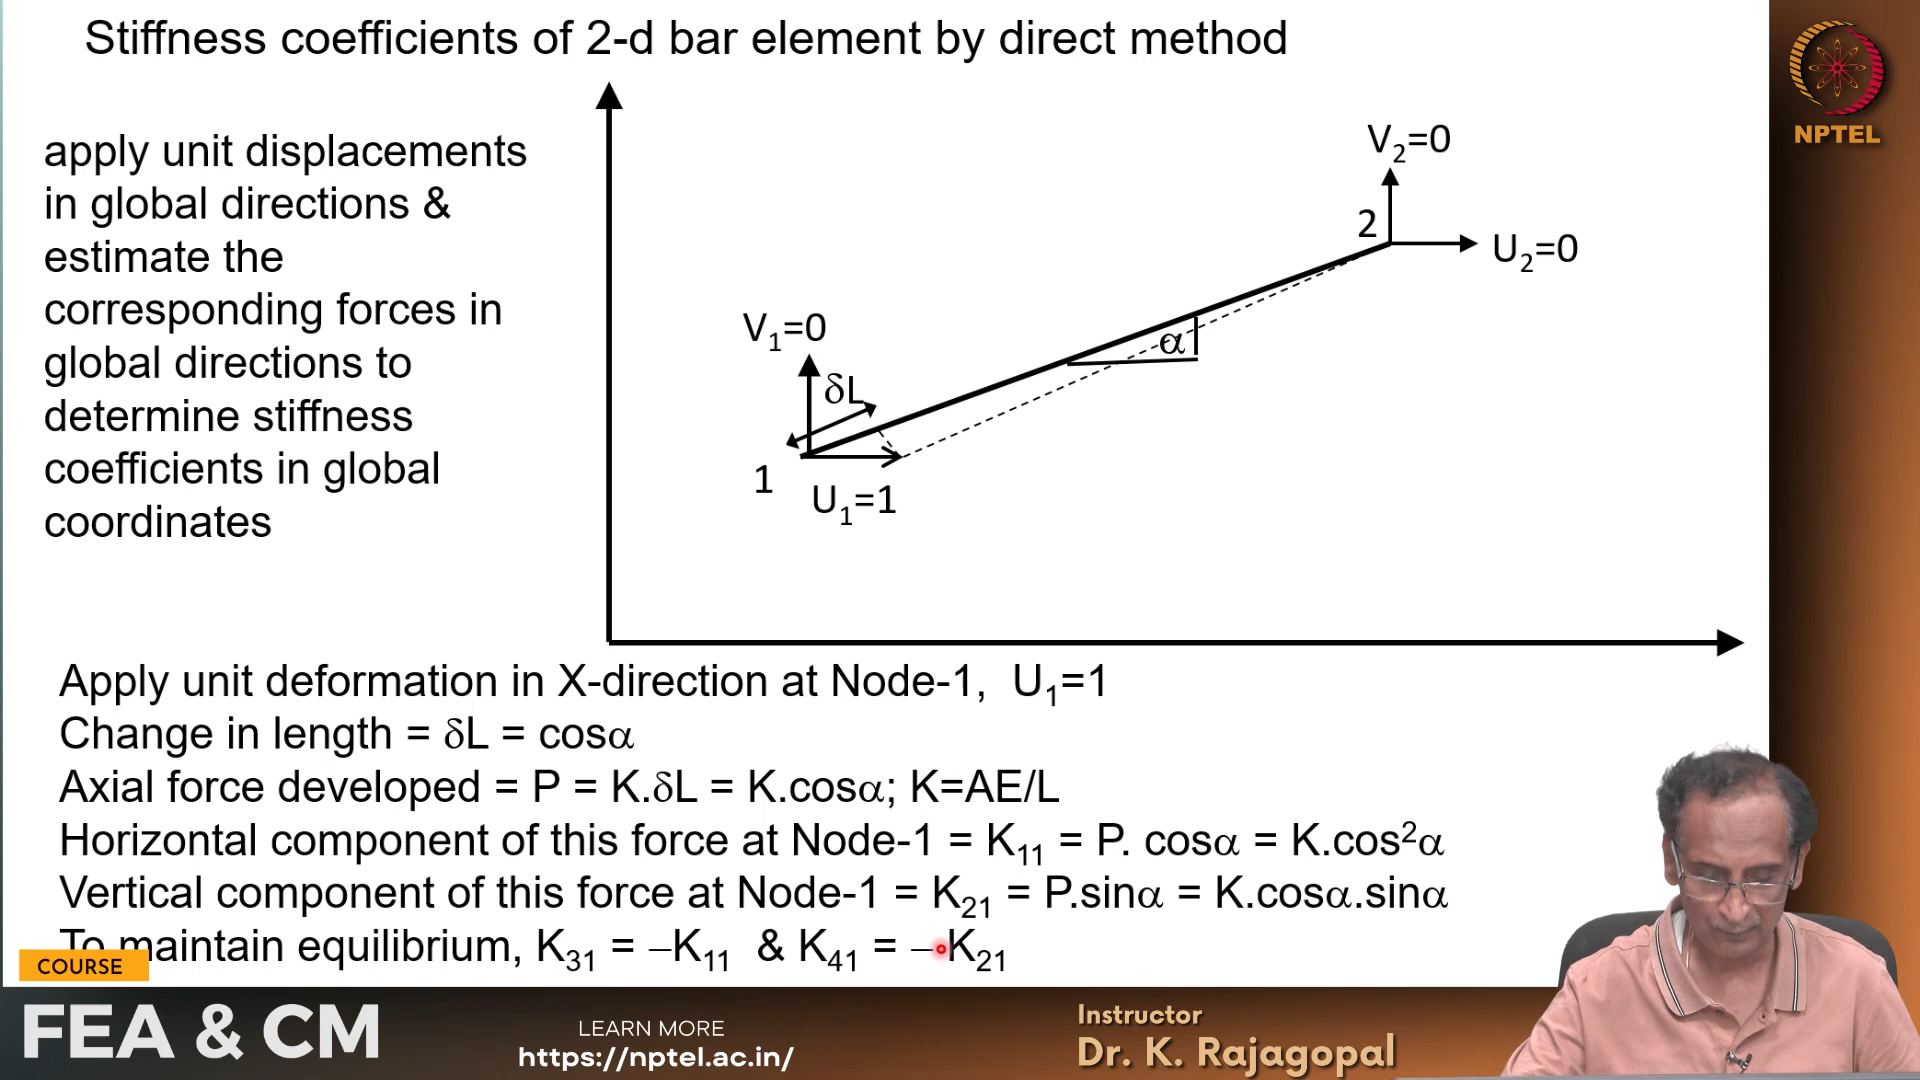 Stiffness coefficients of 2-d bar element by direct method
NPTEL
apply unit displacements
in global directions &
estimate the
corresponding forces in
global directions to
determine stiffness
coefficients in global
coordinates
V₂=0
2
U₂=0
V₁=0
α
δL
1
U₁=1
Apply unit deformation in X-direction at Node-1, U₁=1
Change in length = δL = cosα
Axial force developed = P = K.δL = K.cosα; K=AE/L
Horizontal component of this force at Node-1 = K₁₁ = P. cosα = K.cos²α
Vertical component of this force at Node-1 = K₂₁ = P.sinα = K.cosα.sinα
To maintain equilibrium, K₃₁ = –K₁₁ & K₄₁ = –K₂₁
COURSE
FEA & CM
LEARN MORE
https://nptel.ac.in/
Instructor
Dr. K. Rajagopal